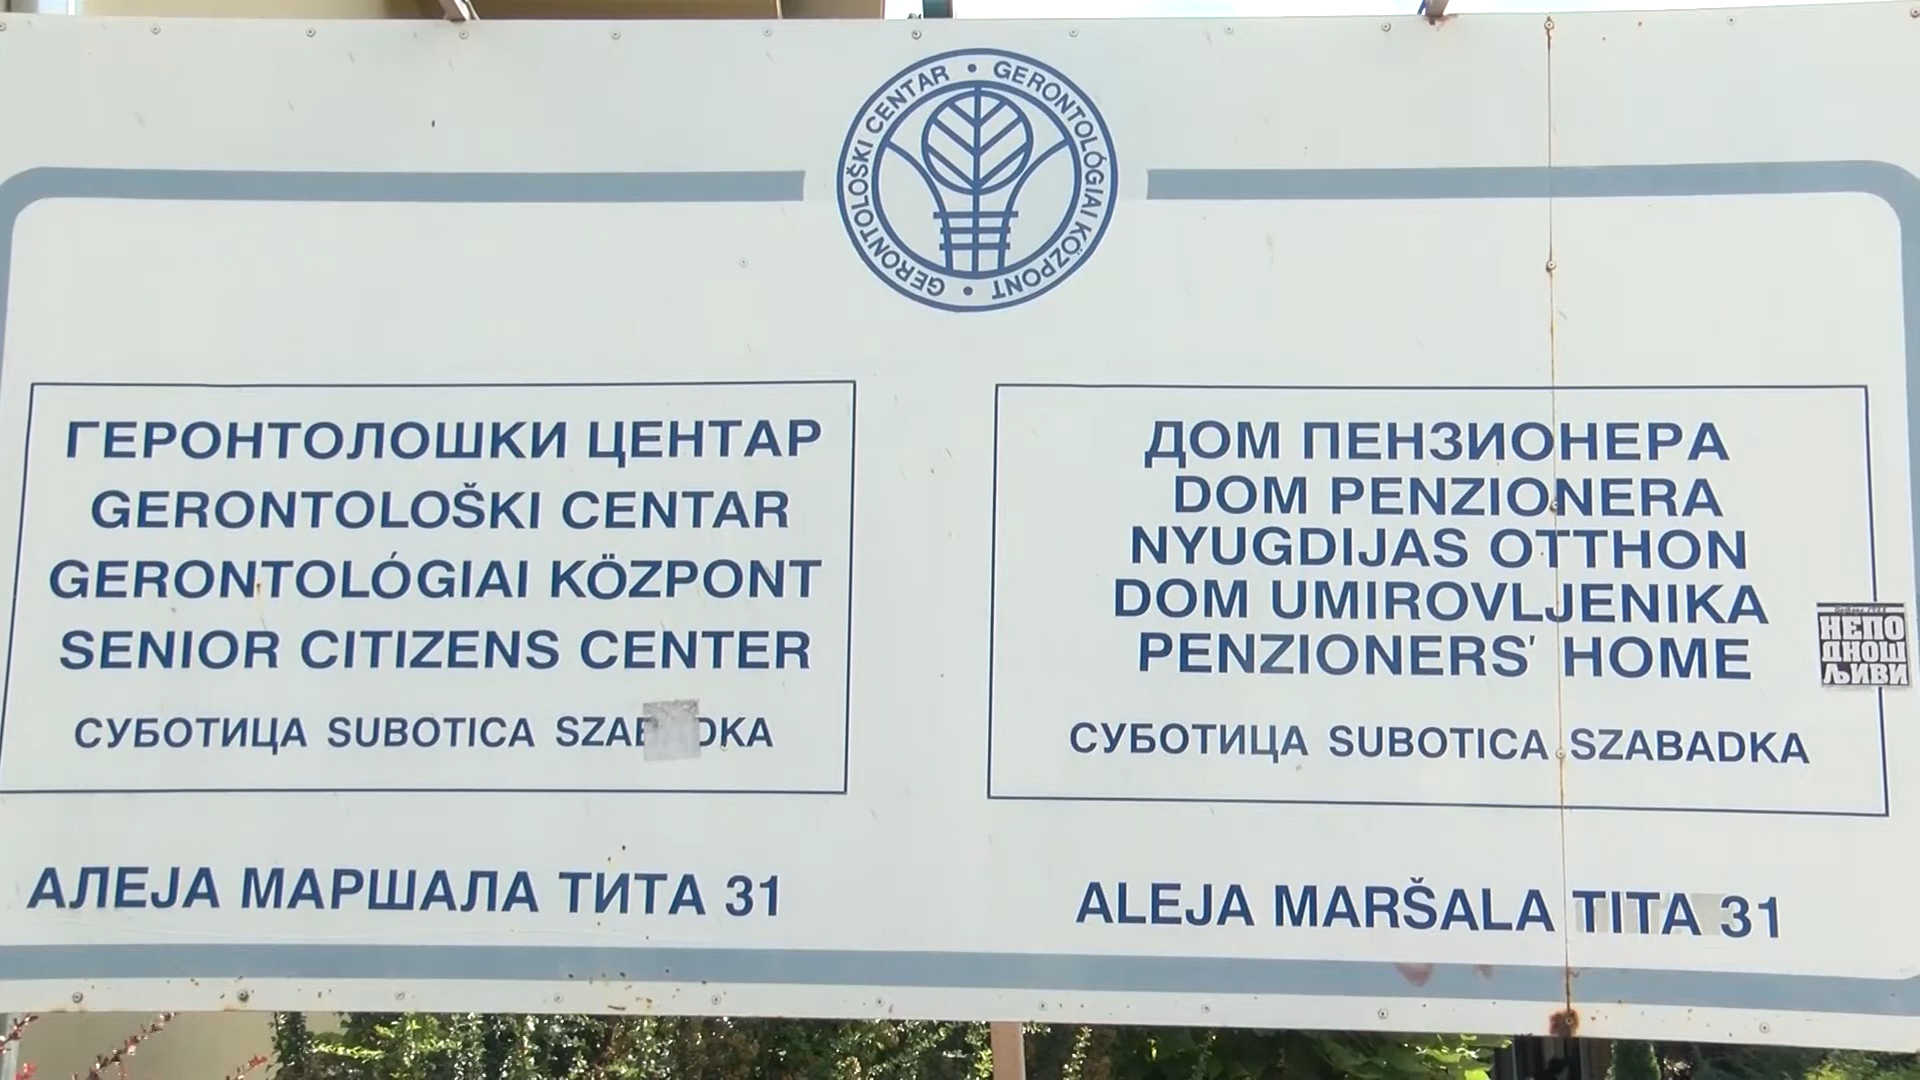 GERONTOLOŠKI CENTAR • GERONTOLÓGIAI KÖZPONT •
ГЕРОНТОЛОШКИ ЦЕНТАР
GERONTOLOŠKI CENTAR
GERONTOLÓGIAI KÖZPONT
SENIOR CITIZENS CENTER
СУБОТИЦА SUBOTICA
ДОМ ПЕНЗИОНЕРА
DOM PENZIONERA
NYUGDIJAS OTTHON
DOM UMIROVLJENIKA
PENZIONERS' HOME
СУБОТИЦА SUBOTICA SZABADKA
НЕПО
ДНОШ
ЉИВИ
АЛЕЈА МАРШАЛА ТИТА 31
ALEJA MARŠALA TITA 31